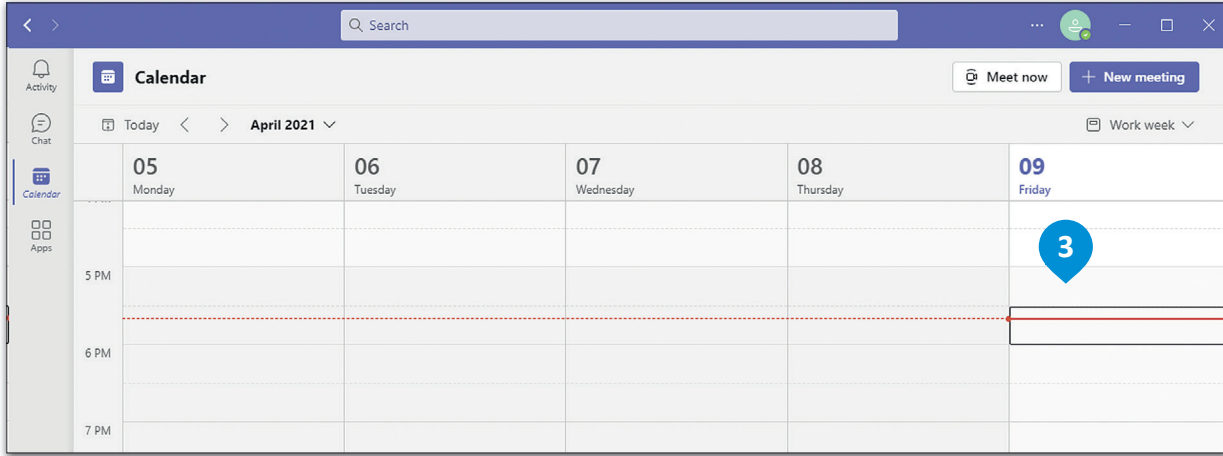 Search
...
Activity
Chat
Calendar
Apps
Calendar
Meet now
New meeting
Today
April 2021
Work week
05
Monday
06
Tuesday
07
Wednesday
08
Thursday
09
Friday
3
5 PM
6 PM
7 PM